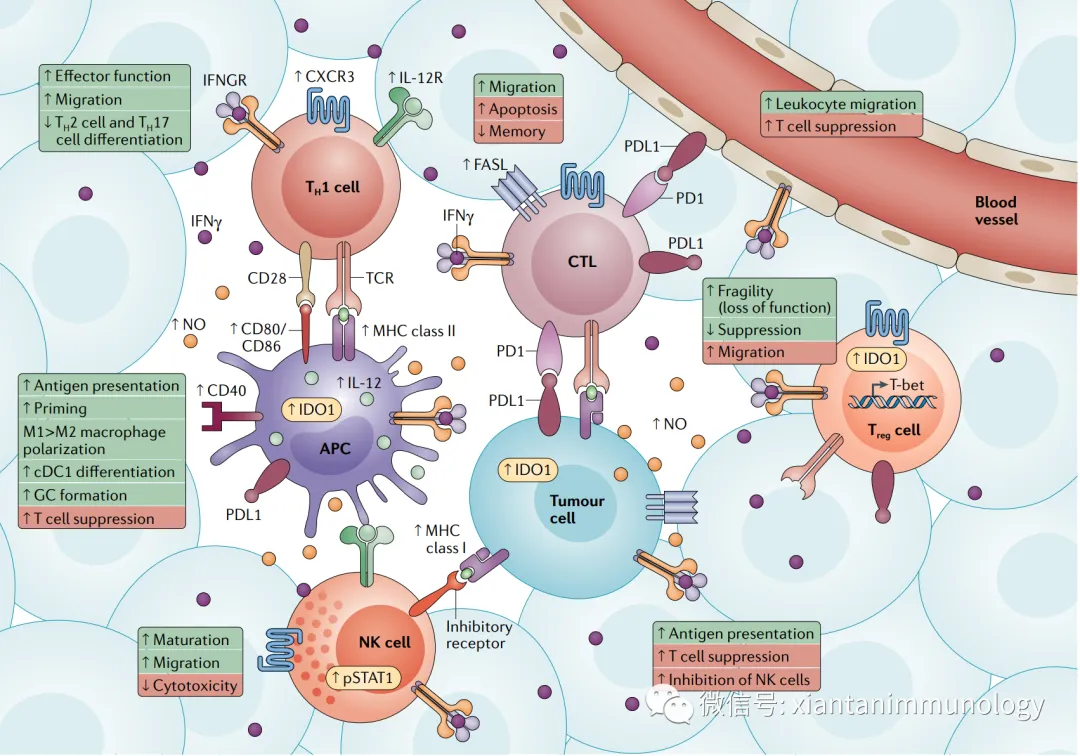 ↑ Effector function
↑ Migration
↓ TH2 cell and TH17
cell differentiation
IFNGR
↑ CXCR3
↑ IL-12R
TH1 cell
↑ Migration
↑ Apoptosis
↓ Memory
↑ Leukocyte migration
↑ T cell suppression
Blood
vessel
PDL1
PD1
PDL1
↑ FASL
IFNγ
CTL
IFNγ
CD28
TCR
↑ NO
↑ CD80/
CD86
↑ MHC class II
↑ CD40
↑ IL-12
↑ IDO1
APC
PDL1
↑ Antigen presentation
↑ Priming
M1>M2 macrophage
polarization
↑ cDC1 differentiation
↑ GC formation
↑ T cell suppression
PD1
PDL1
↑ NO
↑ IDO1
Tumour
cell
↑ Fragility
(loss of function)
↓ Suppression
↑ Migration
↑ IDO1
T-bet
Treg cell
↑ MHC
class I
Inhibitory
receptor
NK cell
↑ pSTAT1
↑ Maturation
↑ Migration
↓ Cytotoxicity
↑ Antigen presentation
↑ T cell suppression
↑ Inhibition of NK cells
微信号: xiantanimmunology